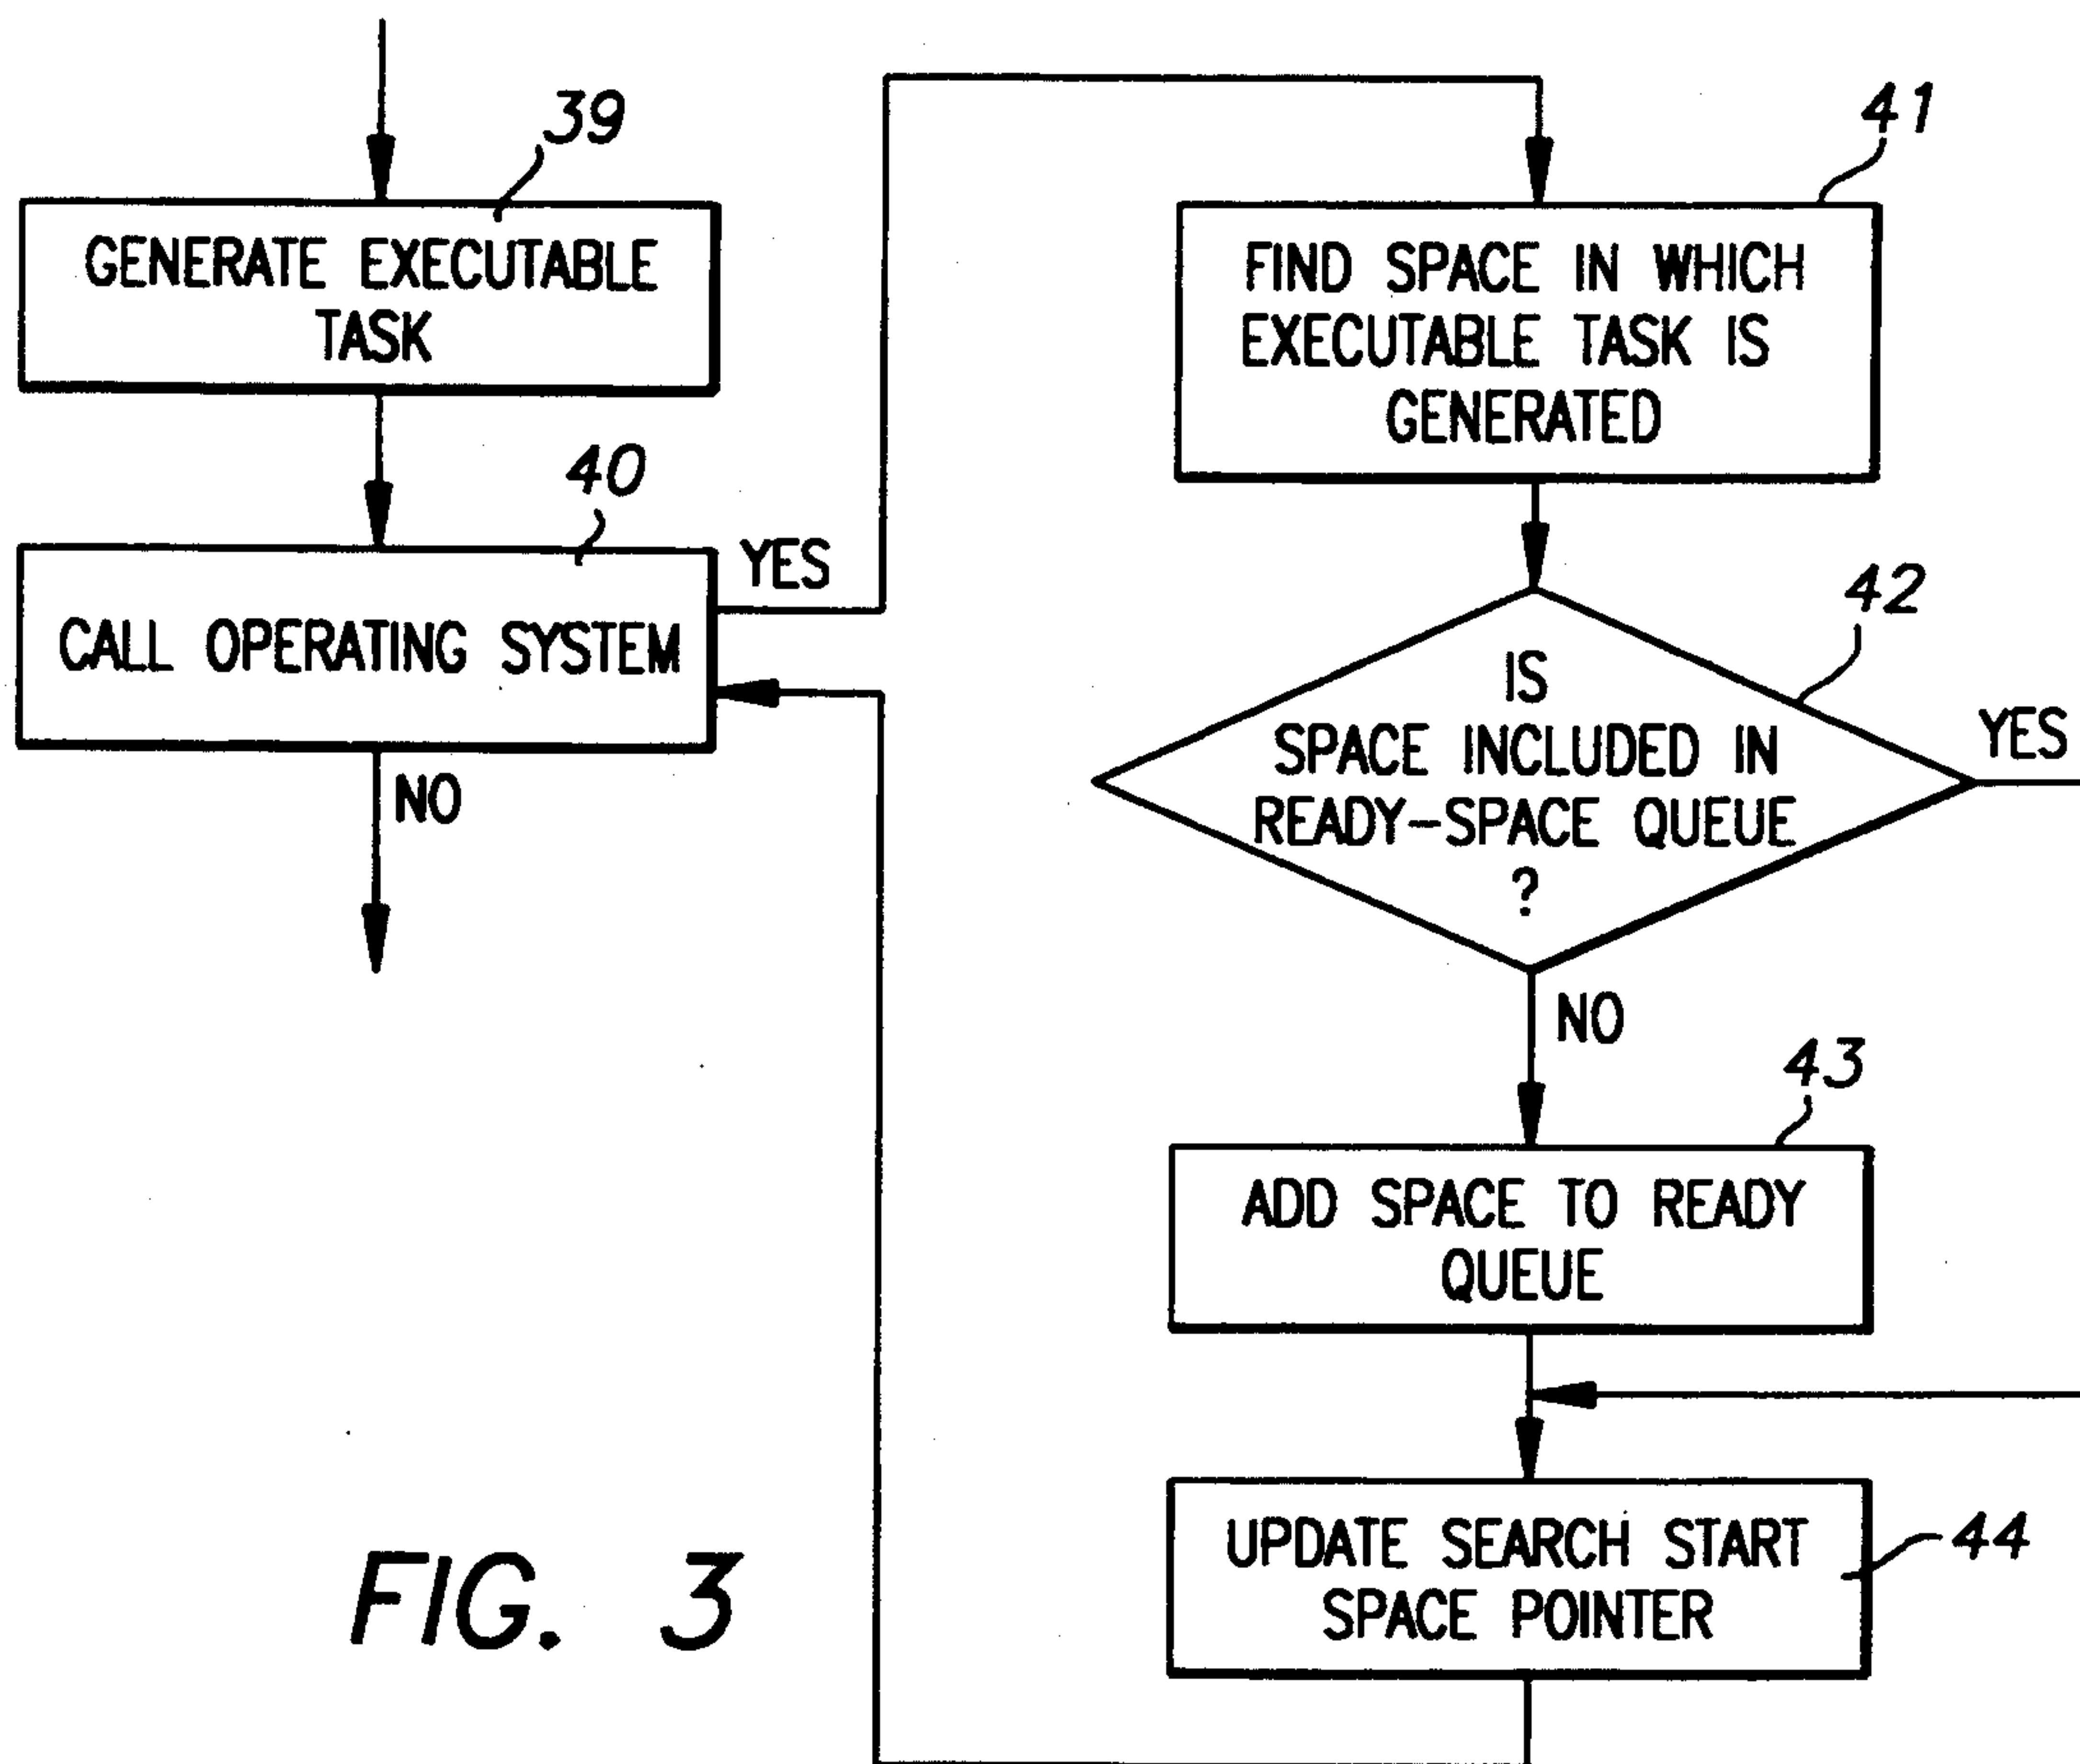 39
GENERATE EXECUTABLE
TASK
40
CALL OPERATING SYSTEM
YES
NO
41
FIND SPACE IN WHICH
EXECUTABLE TASK IS
GENERATED
42
IS
SPACE INCLUDED IN
READY-SPACE QUEUE
?
YES
NO
43
ADD SPACE TO READY
QUEUE
44
UPDATE SEARCH START
SPACE POINTER
FIG. 3